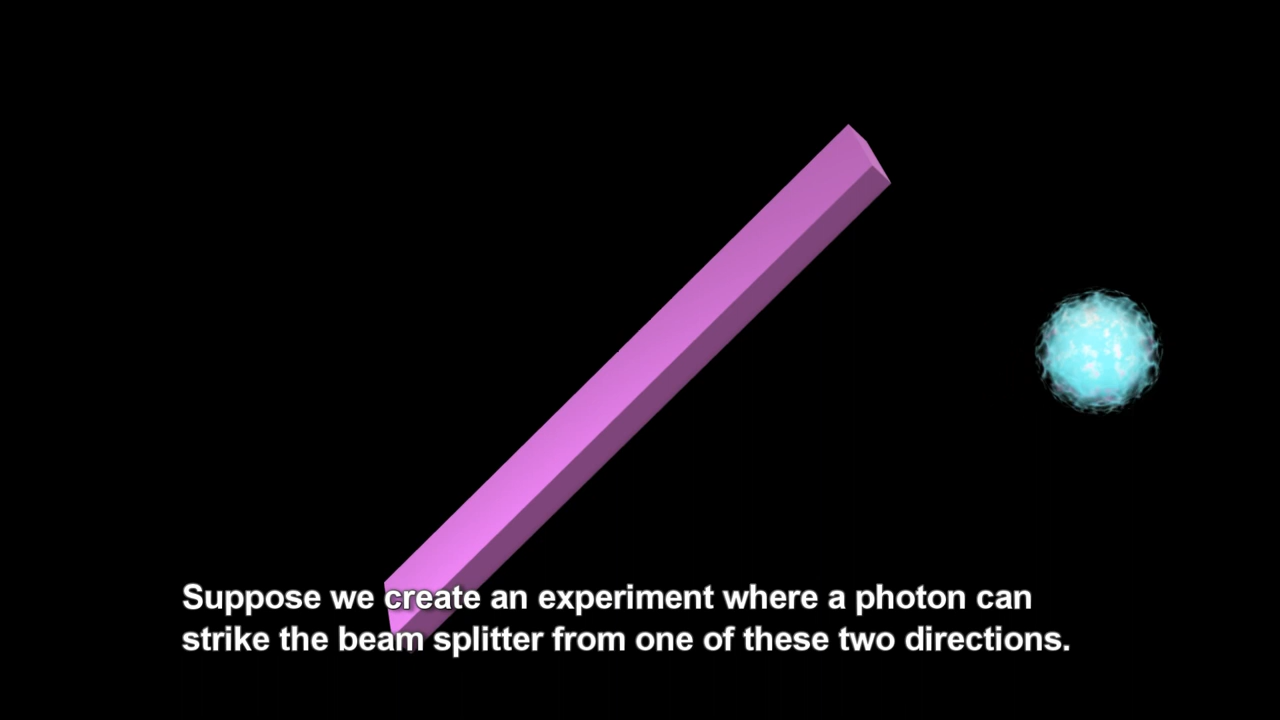 Suppose we create an experiment where a photon can
strike the beam splitter from one of these two directions.